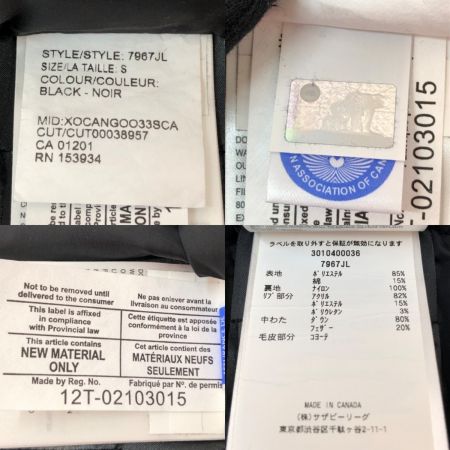 STYLE/STYLE: 7967JL
SIZE/LA TAILLE: S
COLOUR/COULEUR:
BLACK - NOIR
MID:XOCANGOO33SCA
CUT/CUT00038957
CA 01201
RN 153934
N ASSOCIATION OF CAN
T-02103015
Not to be removed until
delivered to the consumer
Ne pas enlever avant la
livraison au consommateur
This label is affixed
in compliance
with Provincial law
Cette étiquette est apposée
conformément à la loi de la
province
This article contains
NEW MATERIAL
ONLY
Cet article contient des
MATÉRIAUX NEUFS
SEULEMENT
Made by Reg. No.
Fabriqué par Nº. de permis
12T-02103015
ラベルを取り外すと保証が無効になります
3010400036
7967JL
表地 ポリエステル 85%
綿 15%
裏地 ナイロン 100%
リブ部分 アクリル 82%
ポリエステル 15%
ポリウレタン 3%
中わた ダウン 80%
フェザー 20%
毛皮部分 コヨーテ
MADE IN CANADA
(株)サザビーリーグ
東京都渋谷区千駄ヶ谷2-11-1